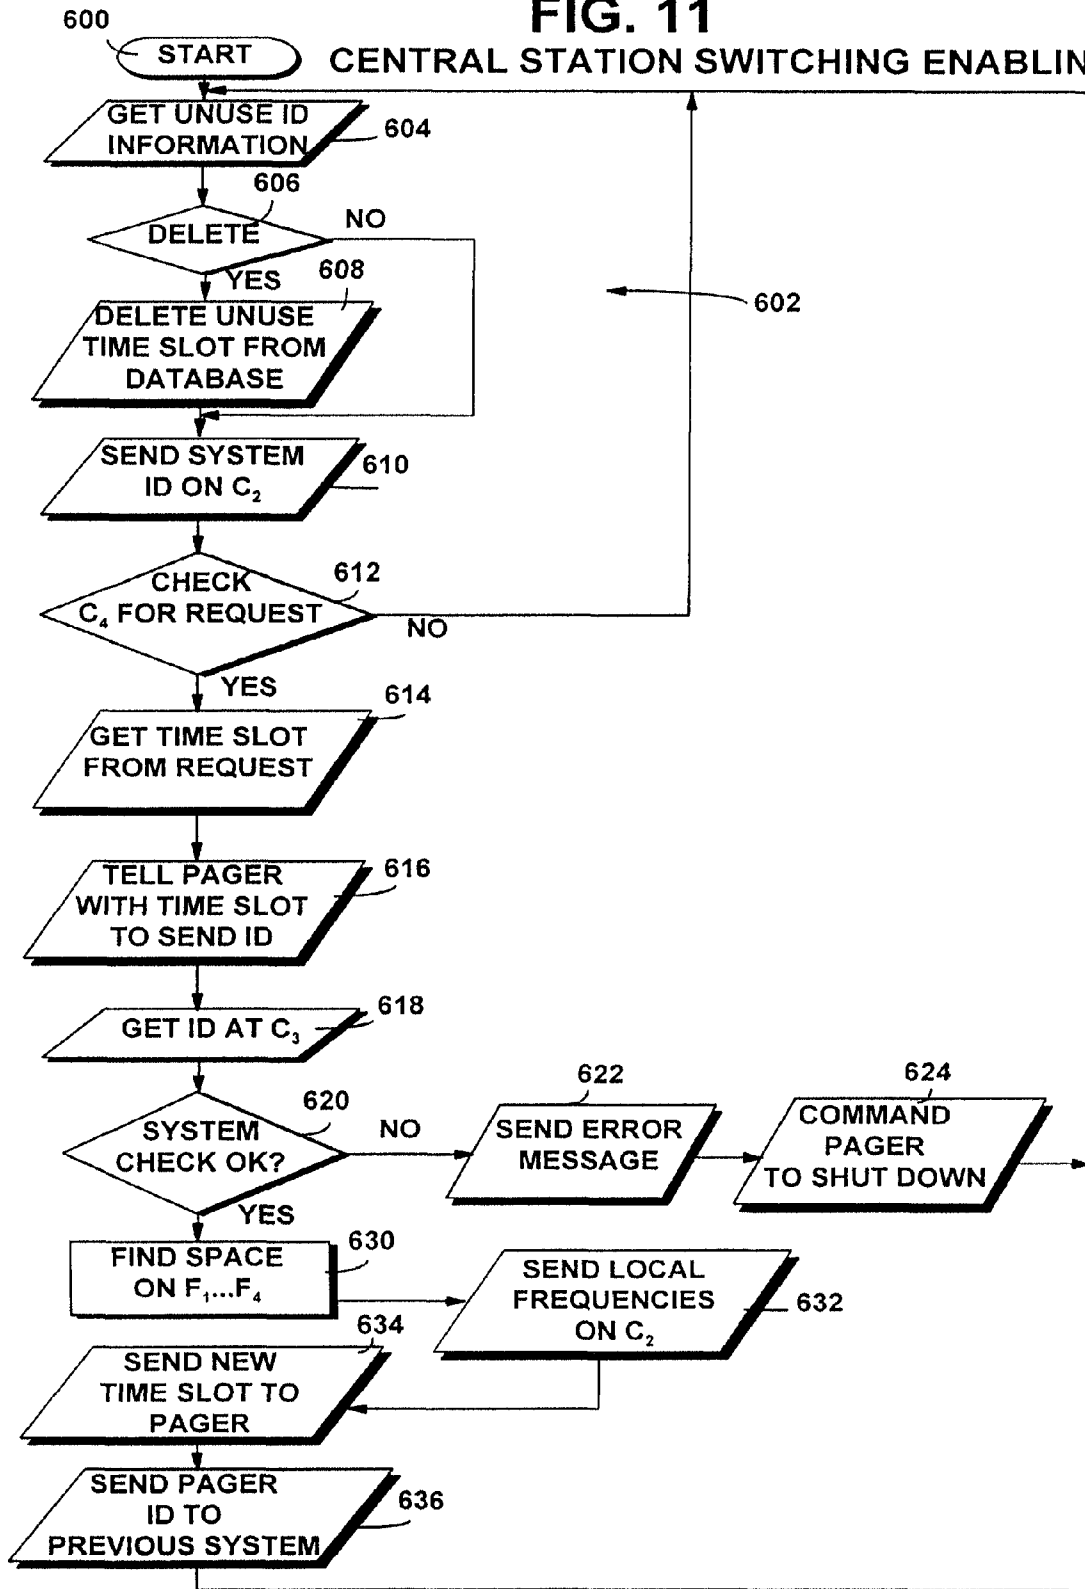 FIG. 11
600
START
CENTRAL STATION SWITCHING ENABLIN
GET UNUSE ID
INFORMATION
604
606
DELETE
NO
YES
608
602
DELETE UNUSE
TIME SLOT FROM
DATABASE
SEND SYSTEM
ID ON C₂
610
CHECK
C₄ FOR REQUEST
612
NO
YES
614
GET TIME SLOT
FROM REQUEST
TELL PAGER
WITH TIME SLOT
TO SEND ID
616
GET ID AT C₃
618
620
SYSTEM
CHECK OK?
NO
YES
622
SEND ERROR
MESSAGE
624
COMMAND
PAGER
TO SHUT DOWN
FIND SPACE
ON F₁...F₄
630
SEND LOCAL
FREQUENCIES
ON C₂
632
634
SEND NEW
TIME SLOT TO
PAGER
SEND PAGER
ID TO
PREVIOUS SYSTEM
636